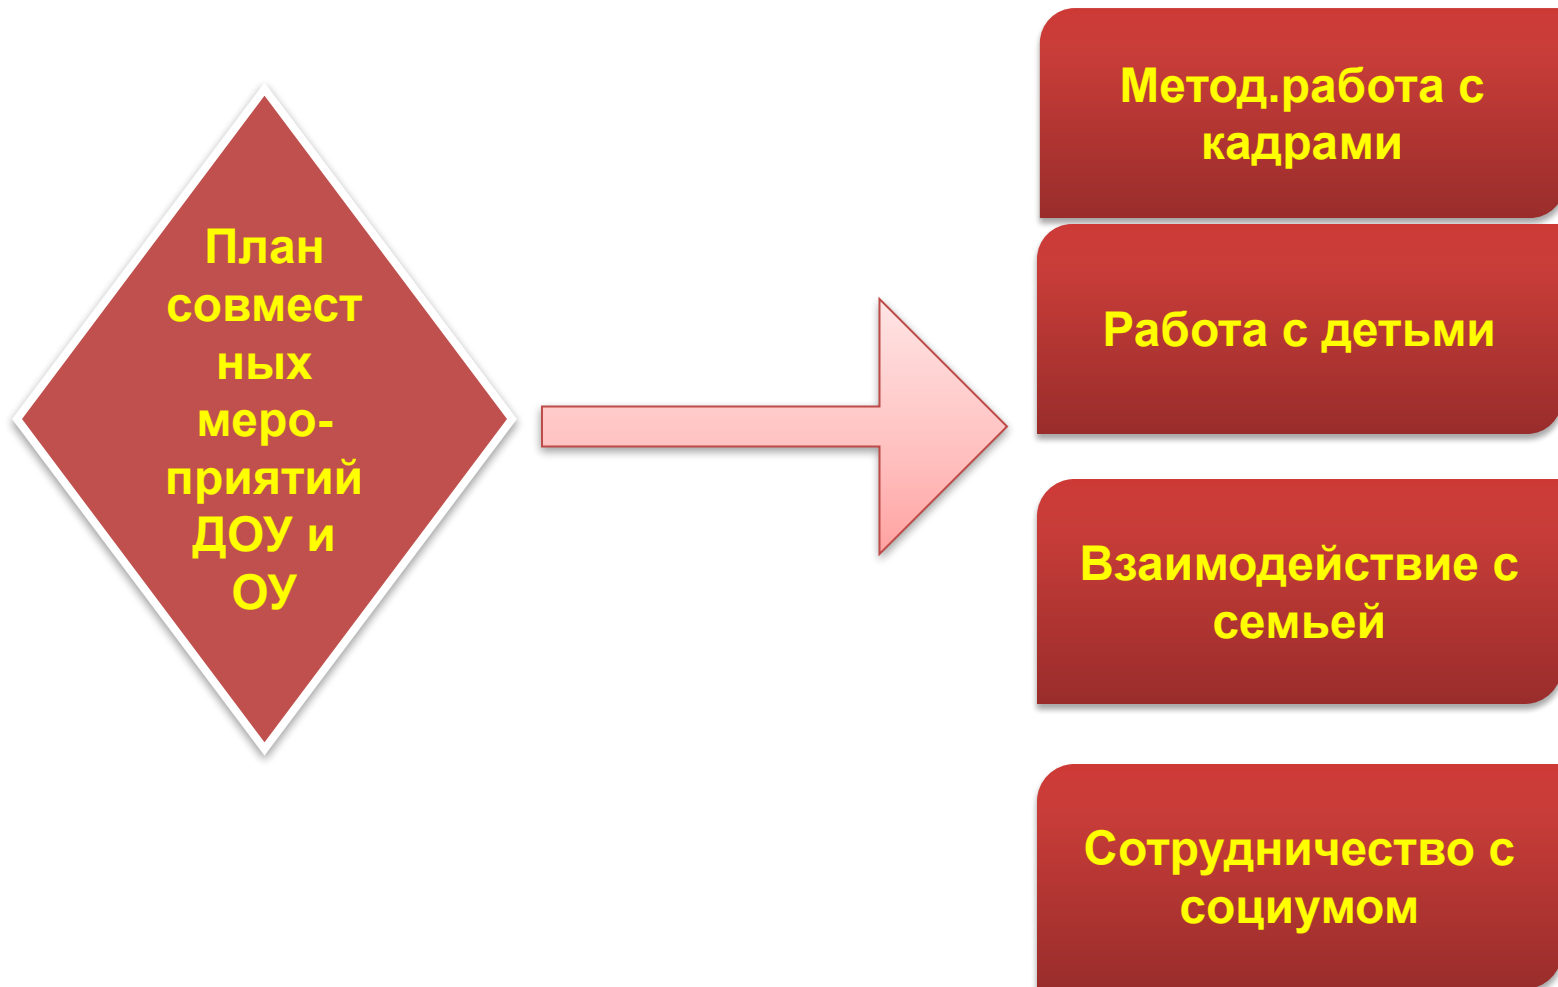 План
совмест
ных
меро-
приятий
ДОУ и
ОУ
Метод.работа с
кадрами
Работа с детьми
Взаимодействие с
семьей
Сотрудничество с
социумом